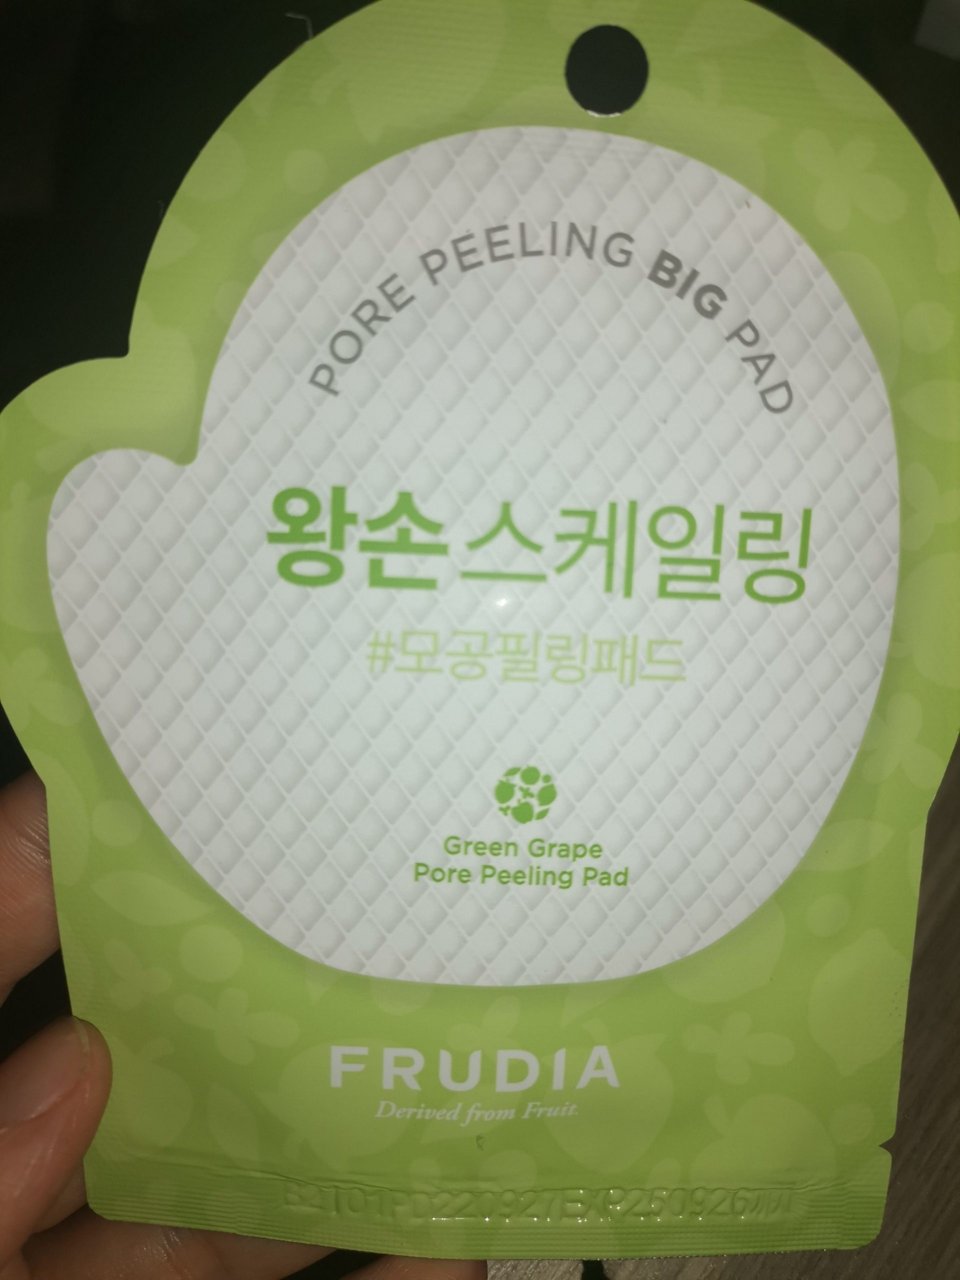 PORE PEELING BIG PAD
왕손스케일링
#모공필링패드
Green Grape
Pore Peeling Pad
FRUDIA
Derived from Fruit.